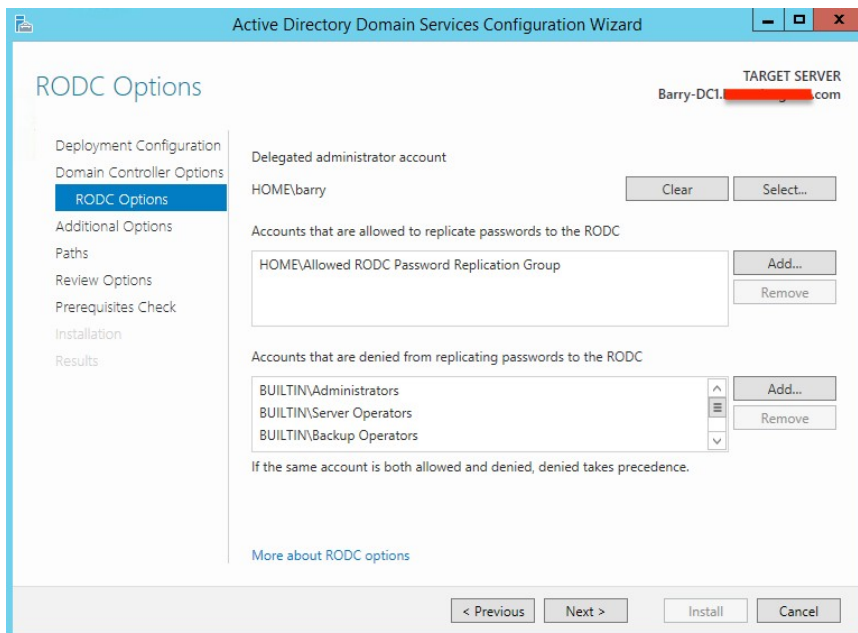 Active Directory Domain Services Configuration Wizard
RODC Options
TARGET SERVER
Barry-DC1. .com
Deployment Configuration
Domain Controller Options
RODC Options
Additional Options
Paths
Review Options
Prerequisites Check
Installation
Results
Delegated administrator account
HOME\barry
Clear
Select...
Accounts that are allowed to replicate passwords to the RODC
HOME\Allowed RODC Password Replication Group
Add...
Remove
Accounts that are denied from replicating passwords to the RODC
BUILTIN\Administrators
BUILTIN\Server Operators
BUILTIN\Backup Operators
Add...
Remove
If the same account is both allowed and denied, denied takes precedence.
More about RODC options
< Previous
Next >
Install
Cancel